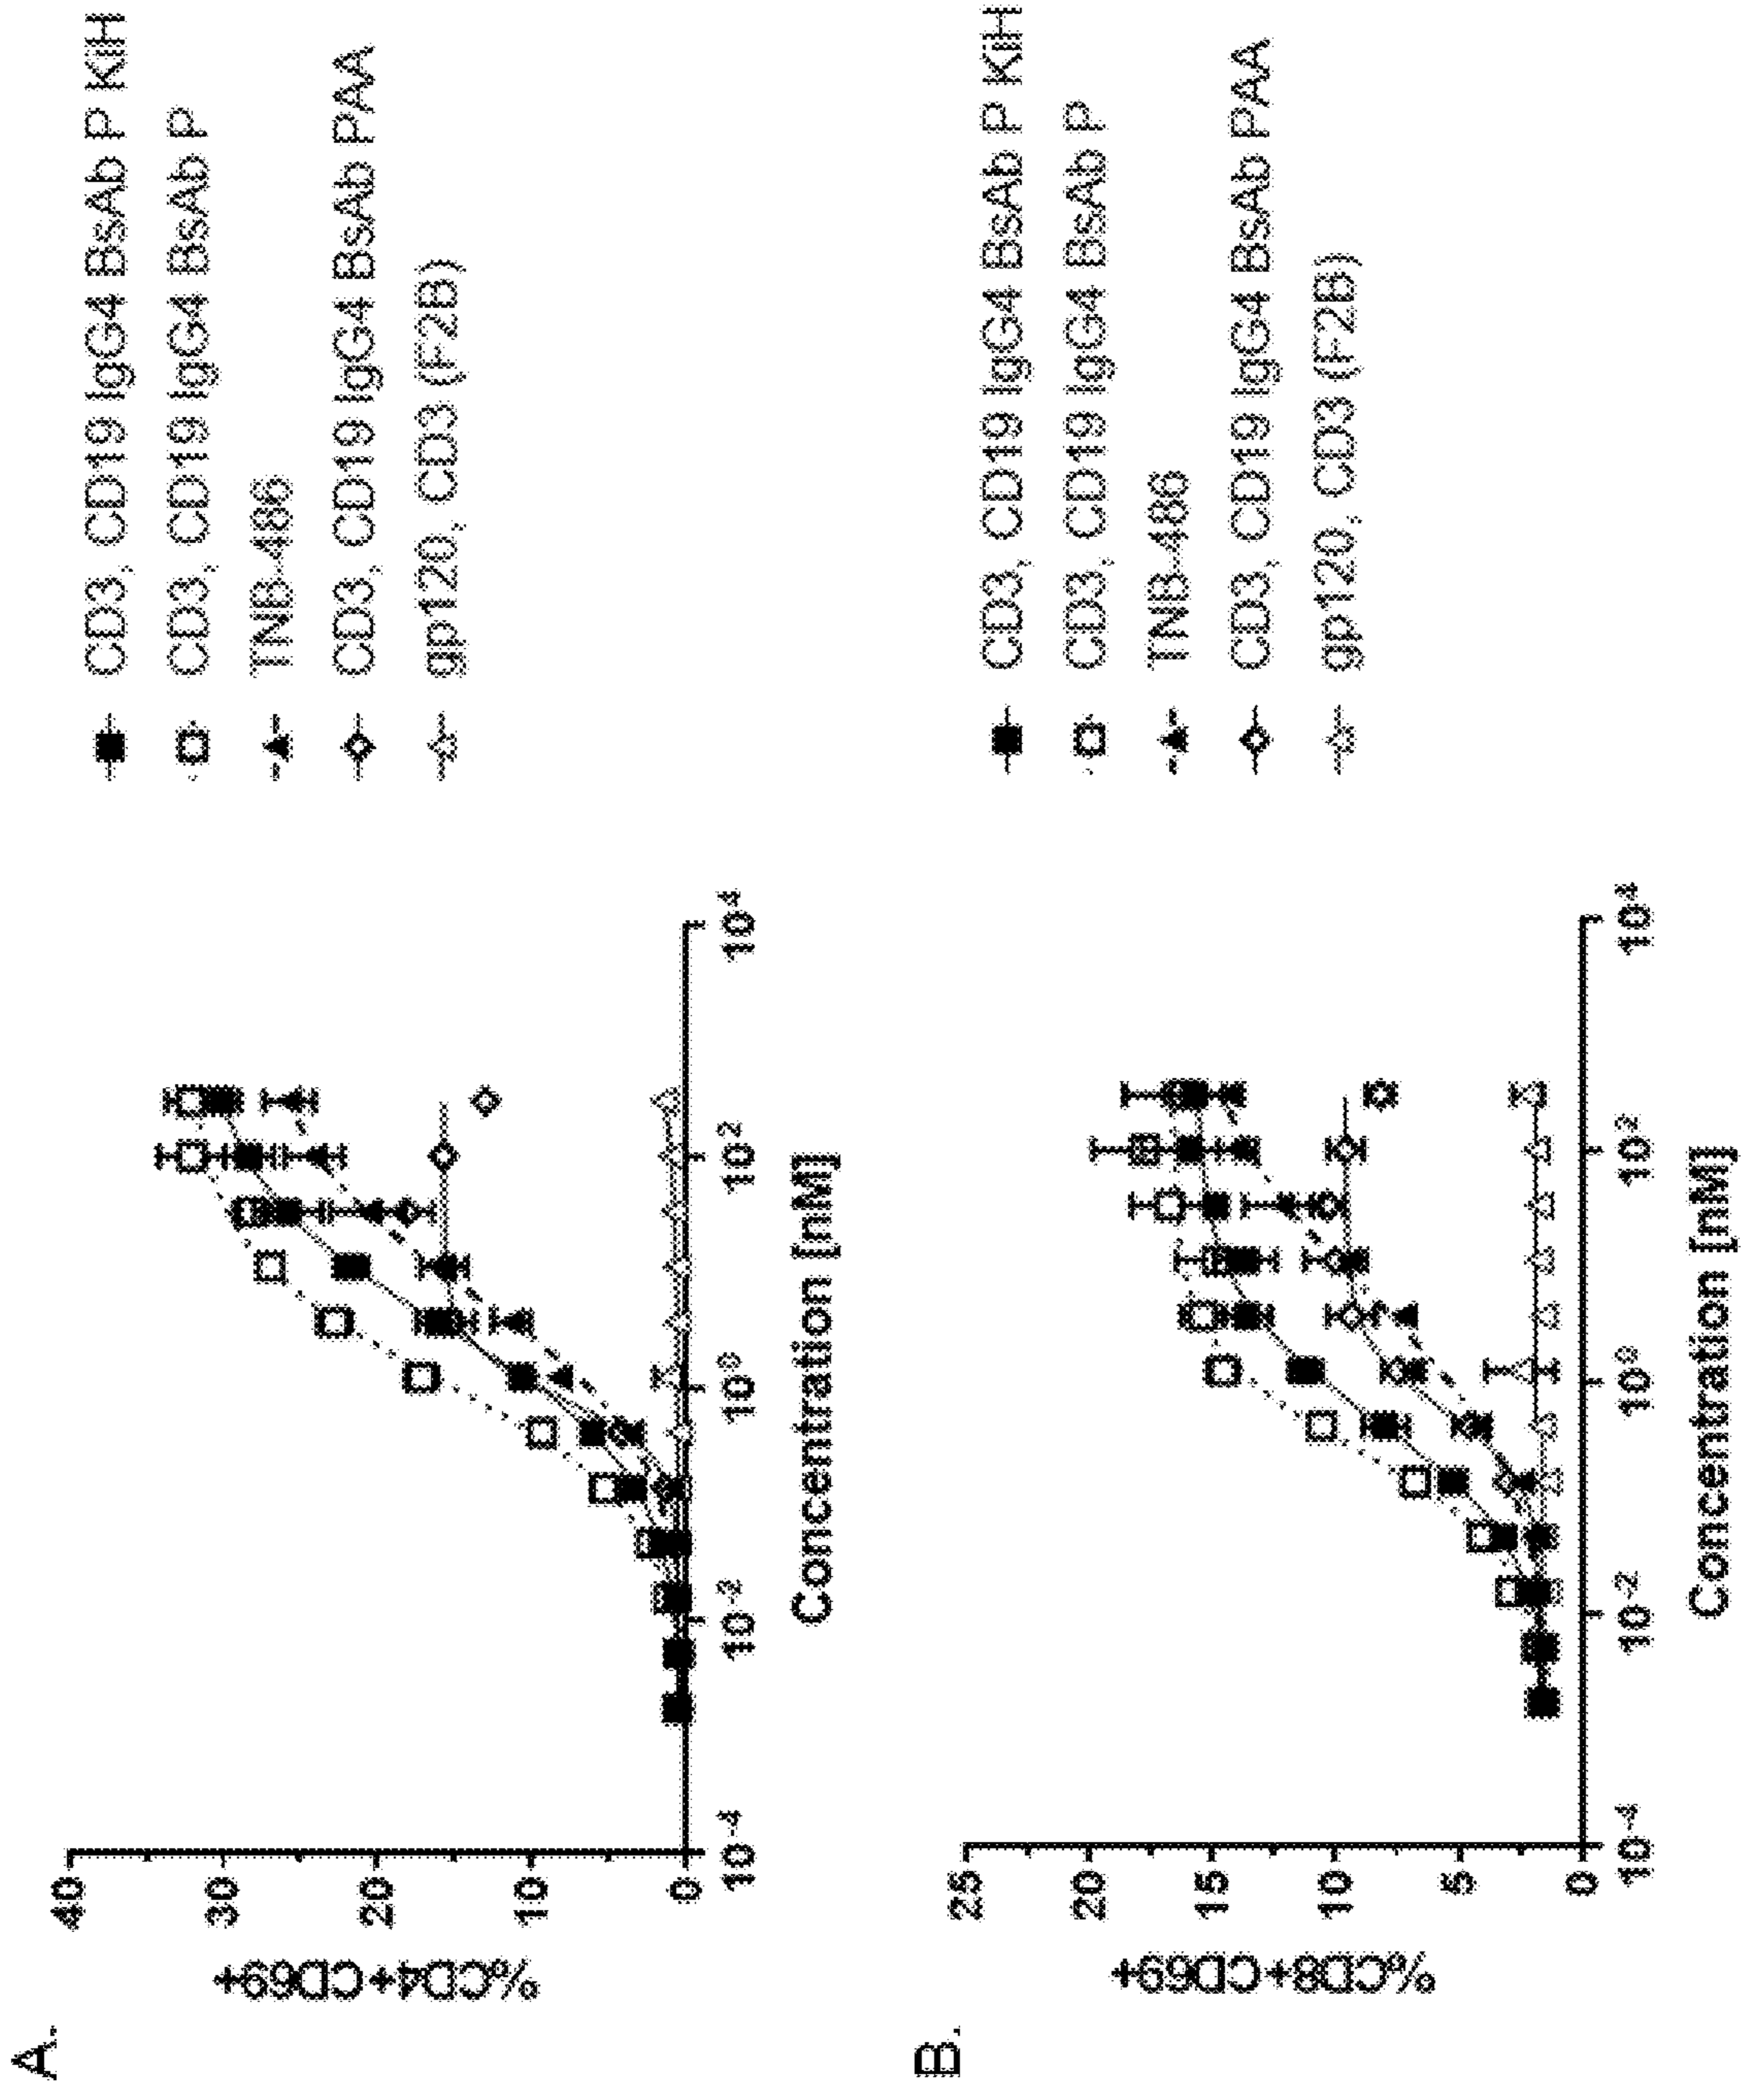 A.
%CD4+CD69+
40
30
20
10
0
10-4
10-2
100
102
104
Concentration [nM]
CD3, CD19 IgG4 BsAb P KiH
CD3, CD19 IgG4 BsAb P
TNB-486
CD3, CD19 IgG4 BsAb PAA
gp120, CD3 (F2B)
B.
%CD8+CD69+
25
20
15
10
5
0
10-4
10-2
100
102
104
Concentration [nM]
CD3, CD19 IgG4 BsAb P KiH
CD3, CD19 IgG4 BsAb P
TNB-486
CD3, CD19 IgG4 BsAb PAA
gp120, CD3 (F2B)